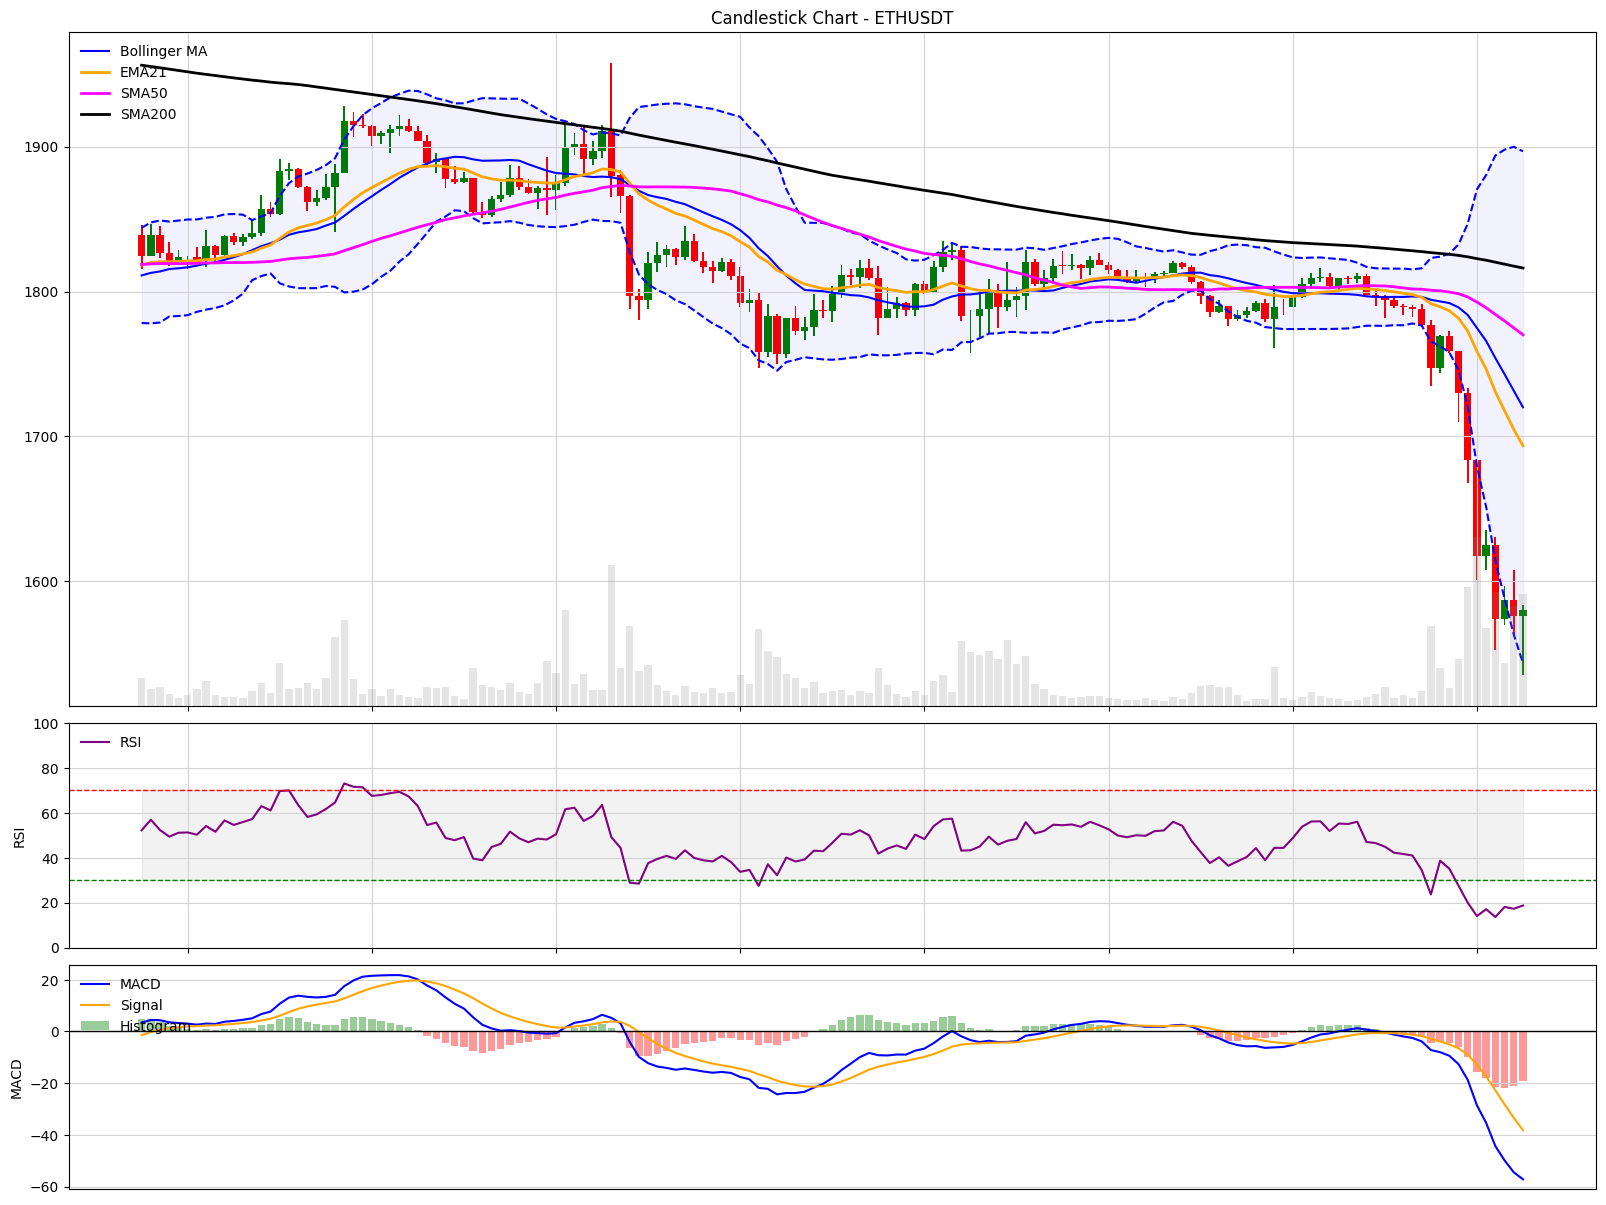 Candlestick Chart - ETHUSDT
Bollinger MA
EMA21
SMA50
SMA200
1900
1800
1700
1600
RSI
100
80
60
40
20
0
RSI
MACD
Signal
Histogram
20
0
−20
−40
−60
MACD